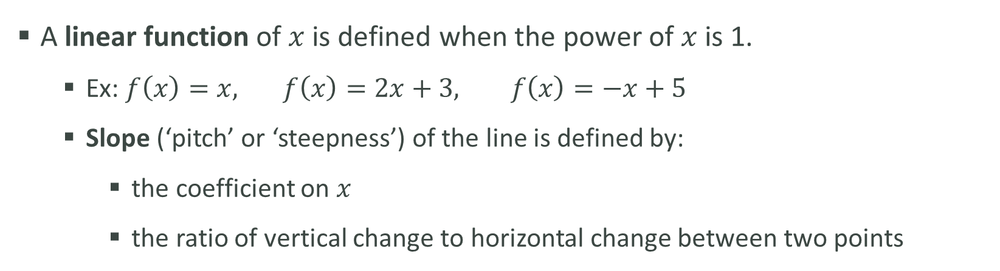 ▪ A linear function of x is defined when the power of x is 1.
▪ Ex: f(x) = x, f(x) = 2x + 3, f(x) = −x + 5
▪ Slope (‘pitch’ or ‘steepness’) of the line is defined by:
▪ the coefficient on x
▪ the ratio of vertical change to horizontal change between two points